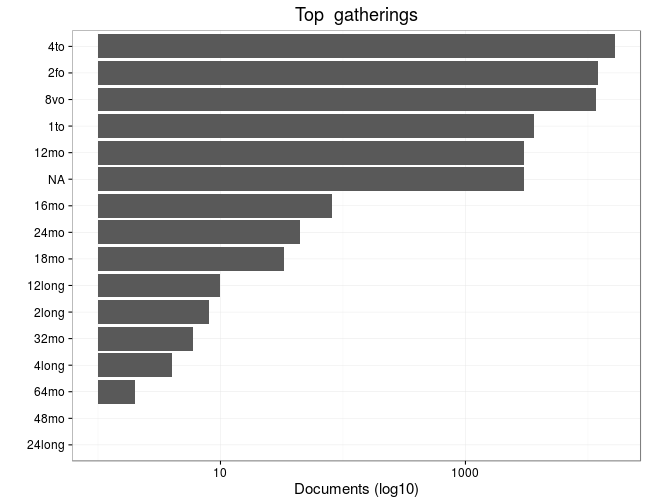 Top gatherings
4to
2fo
8vo
1to
12mo
NA
16mo
24mo
18mo
12long
2long
32mo
4long
64mo
48mo
24long
10 1000
Documents (log10)